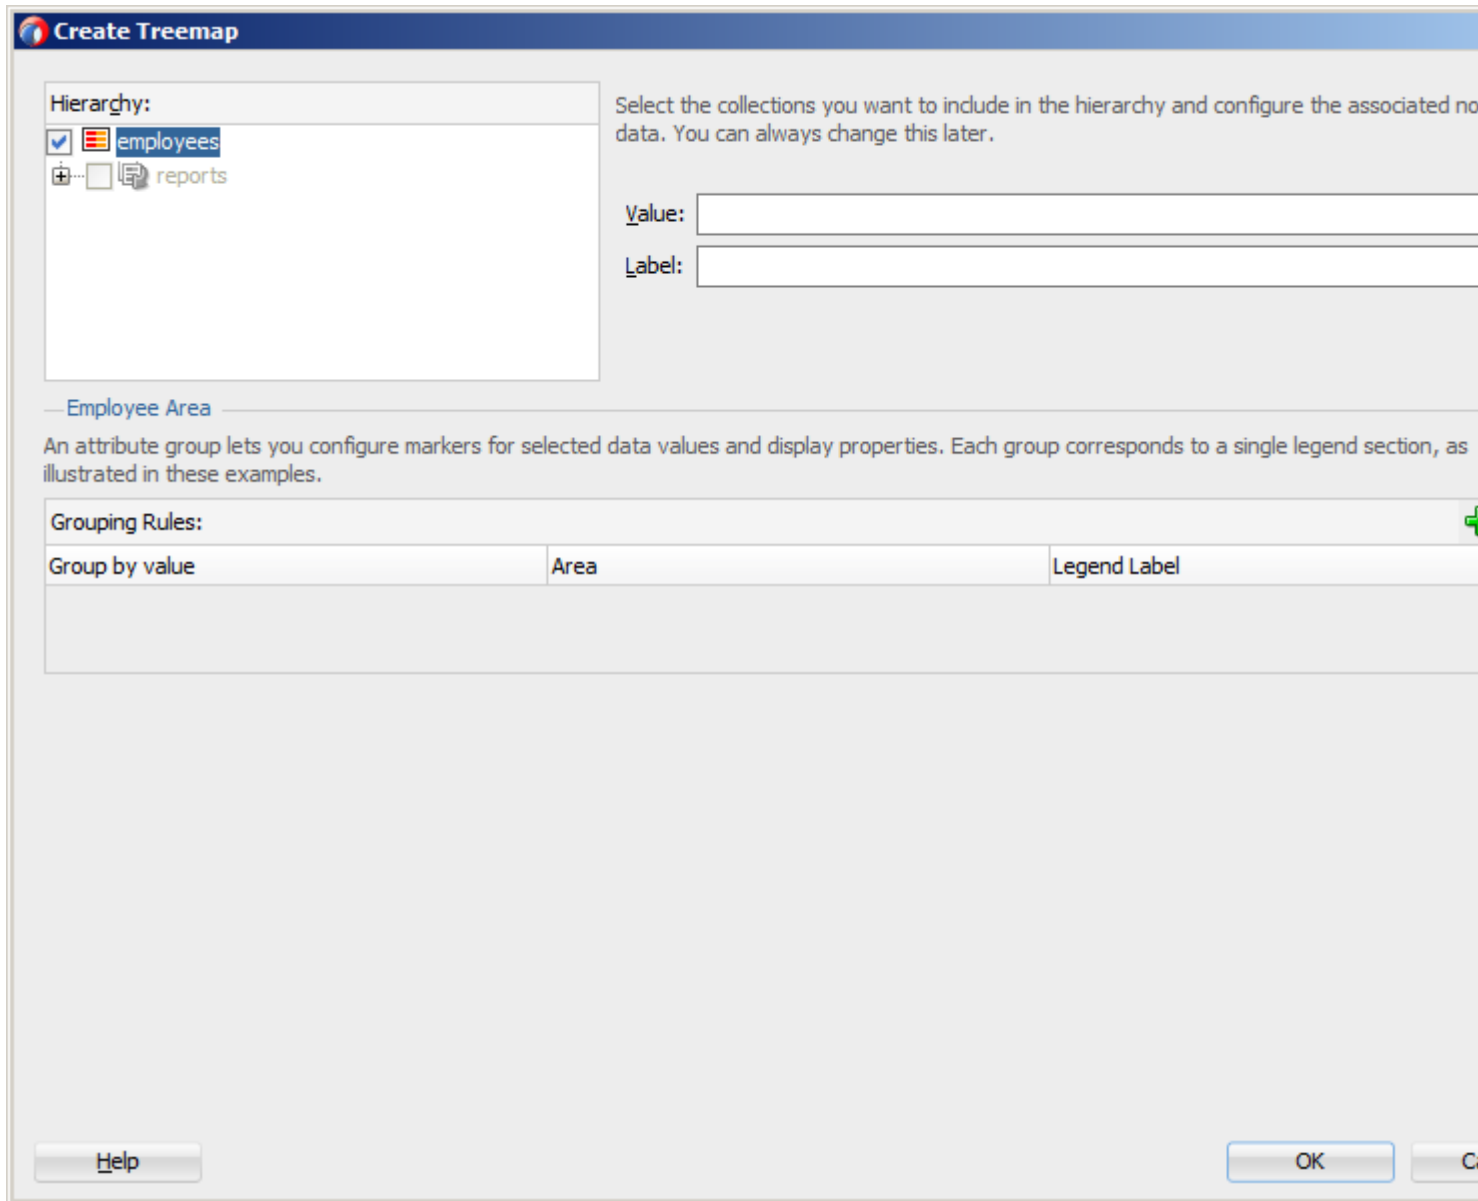 Create Treemap
Hierarchy:
employees
reports
Select the collections you want to include in the hierarchy and configure the associated
data. You can always change this later.
Value:
Label:
Employee Area
An attribute group lets you configure markers for selected data values and display properties. Each group corresponds to a single legend section, as
illustrated in these examples.
Grouping Rules:
Group by value
Area
Legend Label
Help
OK